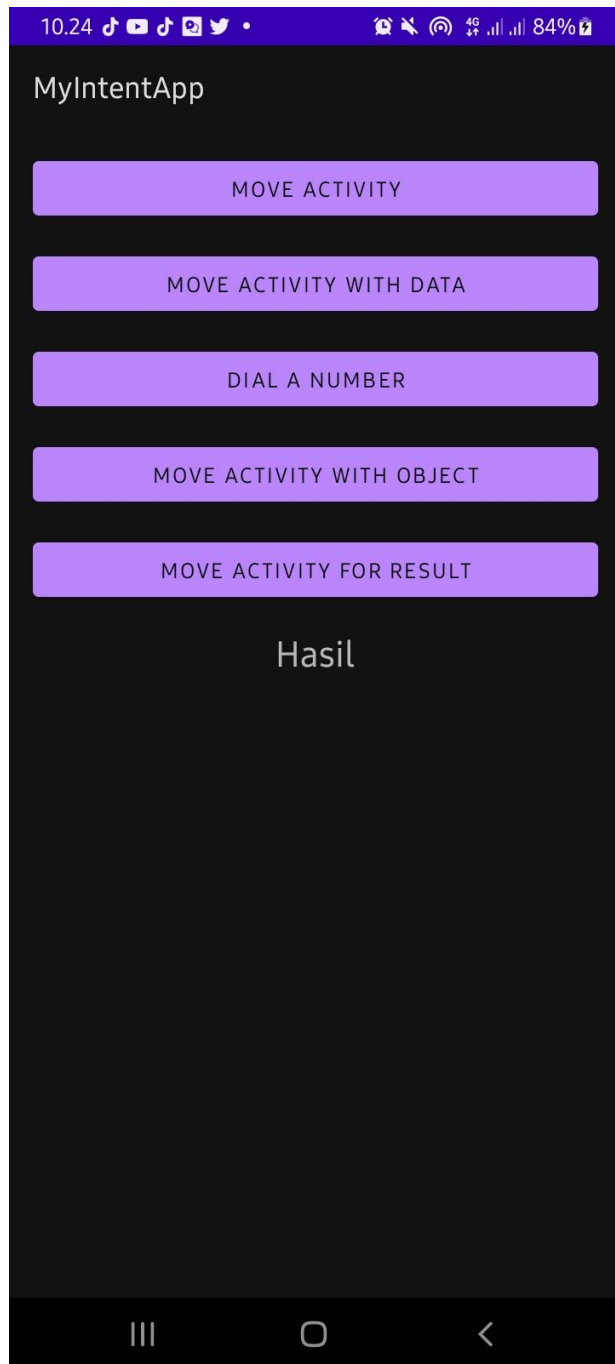 10.24 4G 84%
MyIntentApp
MOVE ACTIVITY
MOVE ACTIVITY WITH DATA
DIAL A NUMBER
MOVE ACTIVITY WITH OBJECT
MOVE ACTIVITY FOR RESULT
Hasil